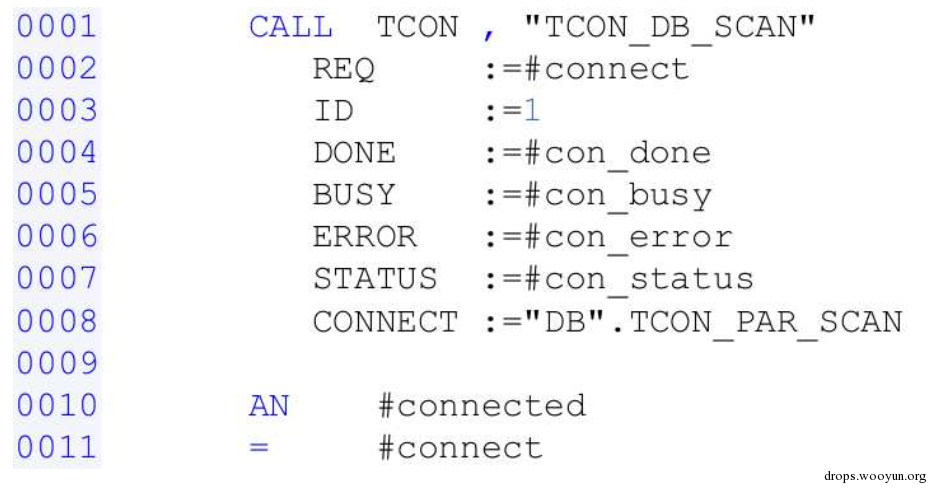 0001 CALL TCON , "TCON_DB_SCAN"
0002 REQ :=#connect
0003 ID :=1
0004 DONE :=#con_done
0005 BUSY :=#con_busy
0006 ERROR :=#con_error
0007 STATUS :=#con_status
0008 CONNECT :="DB".TCON_PAR_SCAN
0009
0010 AN #connected
0011 = #connect
drops.wooyun.org